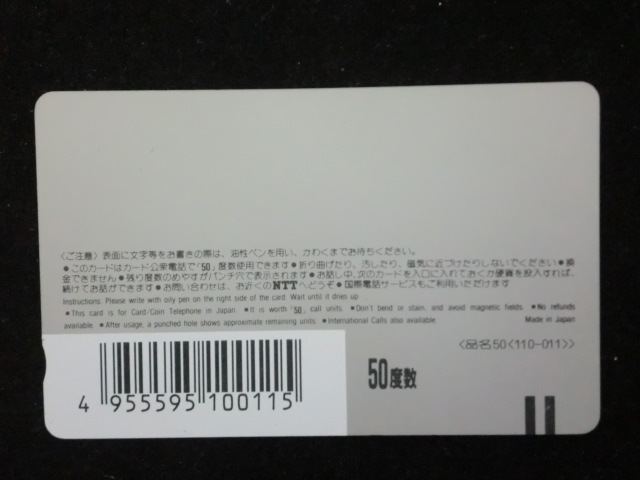 〈ご注意〉表面に文字等をお書きの際は、油性ペンを用い、かわくまでお待ちください。
●このカードはカード公衆電話で「50」度数使用できます●折り曲げたり、汚したり、磁気に近づけたりしないでください●換
金できません●残り度数のめやすがパンチ穴で表示されます●お話し中、次のカードを入口に入れておくか硬貨を投入すれば、
続けてお話ができます●お問い合わせは、お近くのNTTへどうぞ●国際電話サービスもご利用いただけます
Instructions. Please write with oily pen on the right side of the card. Wait until it dries up
●This card is for Card/Coin Telephone in Japan. ●It is worth「50」call units. ●Don't bend or stain, and avoid magnetic fields. ●No refunds
available. ●After usage, a punched hole shows approximate remaining units. ●International Calls also available.
Made in Japan
〈品名50〈110-011〉〉
50度数
4 955595 100115